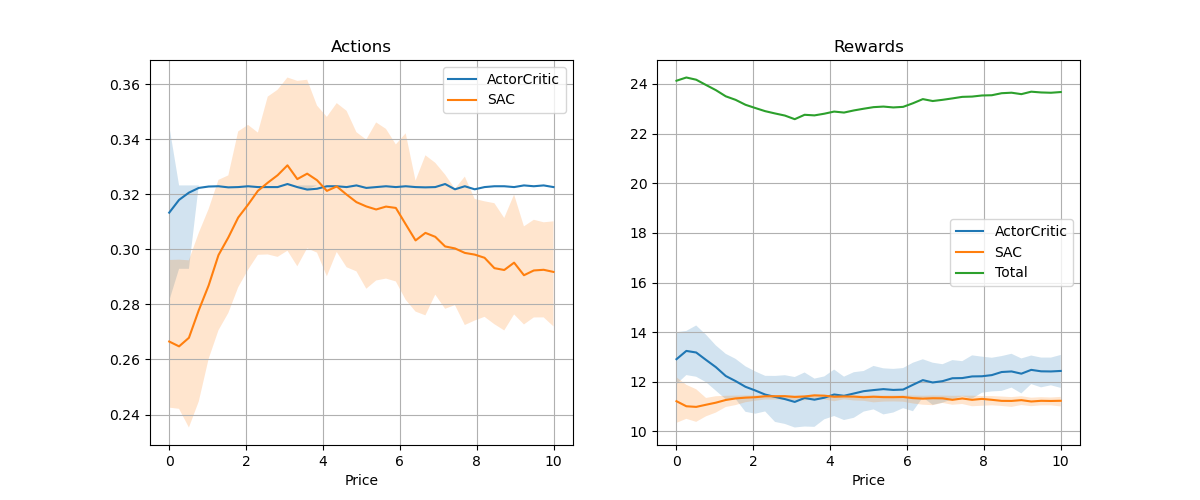 Actions
0.36
0.34
0.32
0.30
0.28
0.26
0.24
0 2 4 6 8 10
Price
ActorCritic
SAC
Rewards
24
22
20
18
16
14
12
10
0 2 4 6 8 10
Price
ActorCritic
SAC
Total